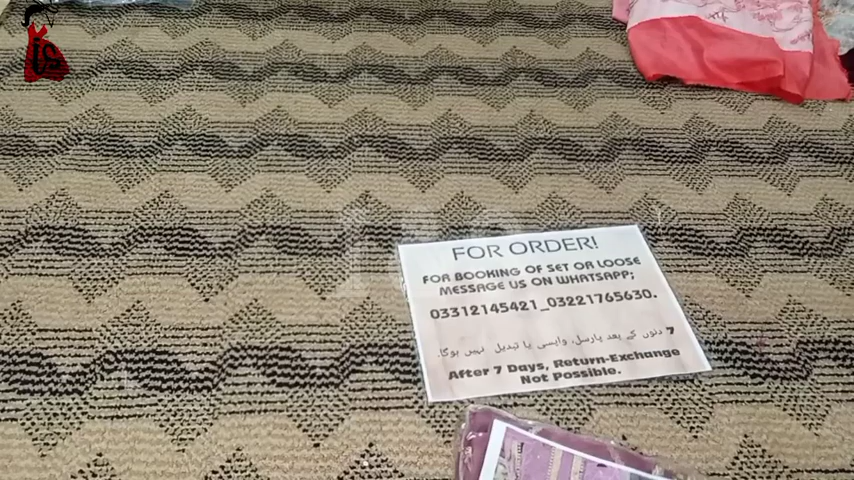 is
FOR ORDER!
FOR BOOKING OF SET OR LOOSE
MESSAGE US ON WHATSAPP;
03312145421_03221765630.
7 دنوں کے بعد پارسل، واپسی یا تبدیل نہیں ہوگا.
After 7 Days, Return-Exchange
Not Possible.